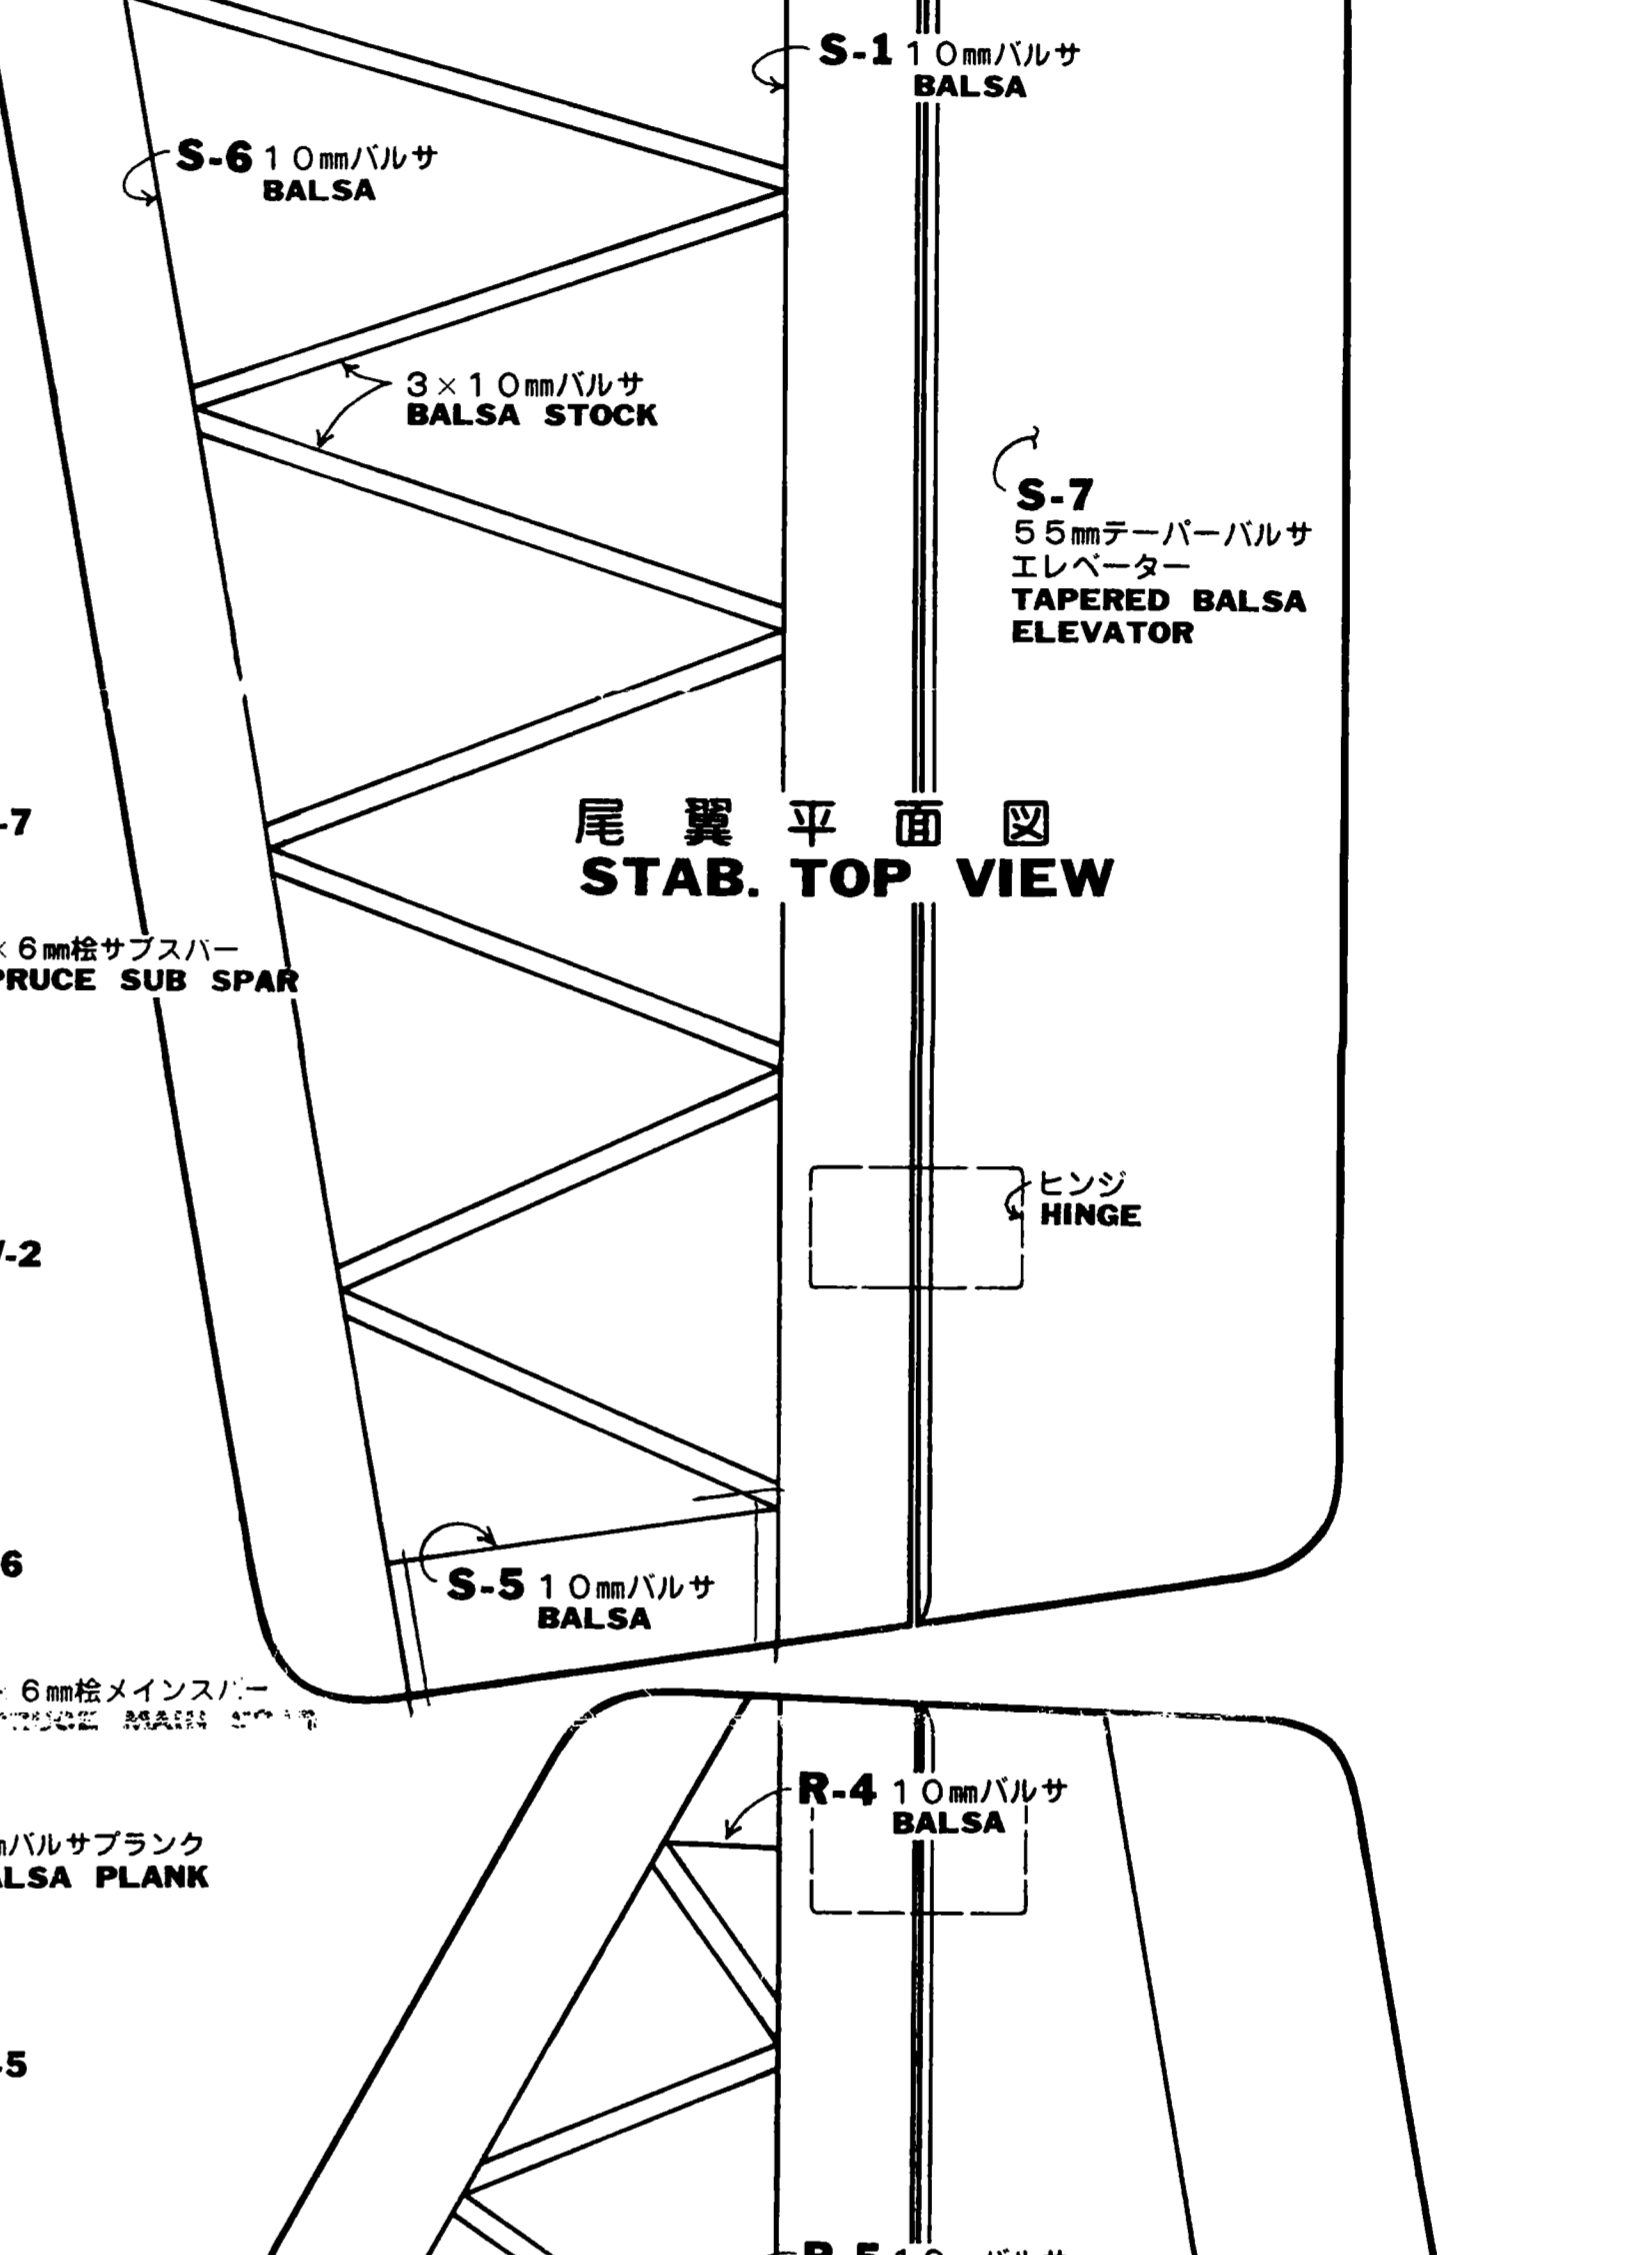 S-1 10mmバルサ
BALSA
S-6 10mmバルサ
BALSA
3×10mmバルサ
BALSA STOCK
S-7
55mmテーパーバルサ
エレベーター
TAPERED BALSA
ELEVATOR
尾翼平面図
STAB. TOP VIEW
-7
×6mm桧サブスパー
PRUCE SUB SPAR
ヒンジ
HINGE
-2
6
S-5 10mmバルサ
BALSA
6mm桧メインスパー
MAIN
R-4 10mmバルサ
BALSA
mバルサプランク
ALSA PLANK
5